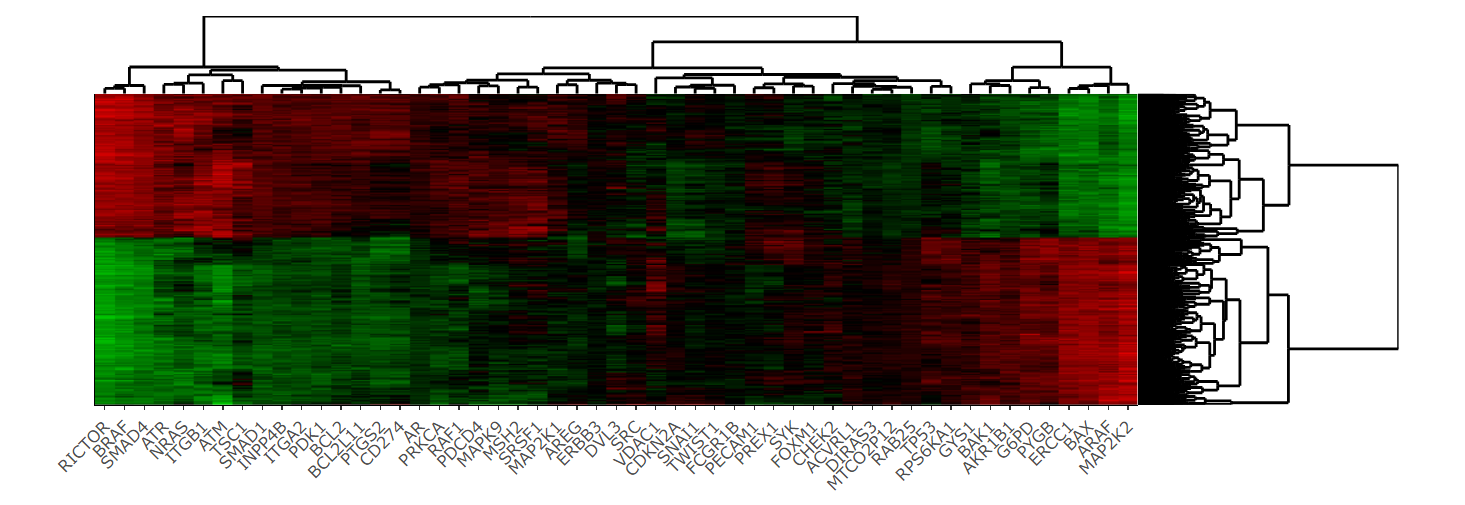 RICTOR
BRAF
SMAD4
ATR
NRAS
ITGB1
ATM
TSC1
SMAD1
INPP4B
ITGA2
PDK1
BCL2
BCL2L11
PTGS2
CD274
AR
PRKCA
RAF1
PDCD4
MAPK9
MSH2
SRSF1
MAP2K1
AREG
ERBB3
DVL3
SRC
VDAC1
CDKN2A
SNAI1
TWIST1
FCGR1B
PECAM1
PREX1
SYK
FOXM1
CHEK2
ACVRL1
DIRAS3
MTCO2P12
RAB25
TP53
RPS6KA1
GYS1
BAK1
AKR1B1
G6PD
PYGB
ERCC1
BAX
ARAF
MAP2K2